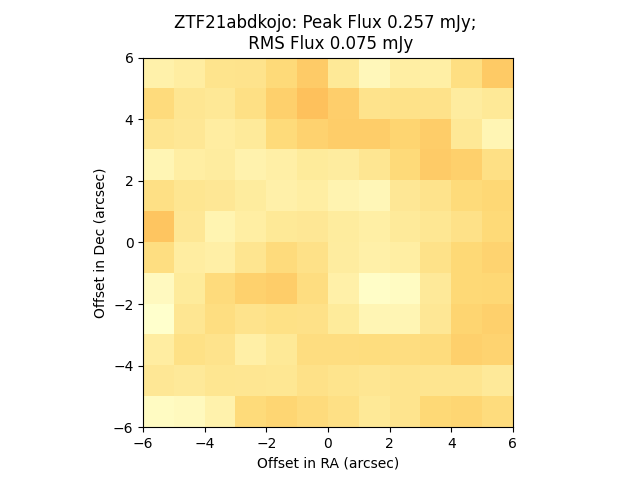 ZTF21abdkojo: Peak Flux 0.257 mJy;
RMS Flux 0.075 mJy
6
4
2
0
−2
−4
−6
Offset in Dec (arcsec)
−6 −4 −2 0 2 4 6
Offset in RA (arcsec)